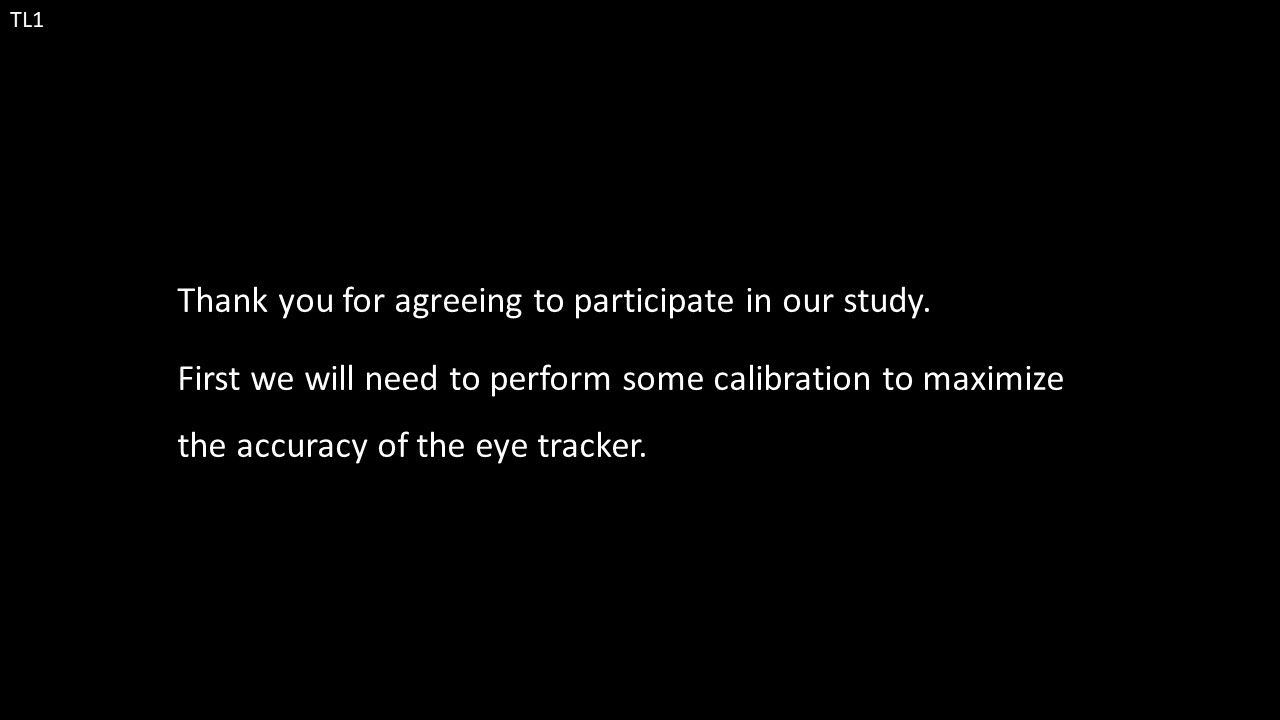 TL1
Thank you for agreeing to participate in our study.
First we will need to perform some calibration to maximize
the accuracy of the eye tracker.